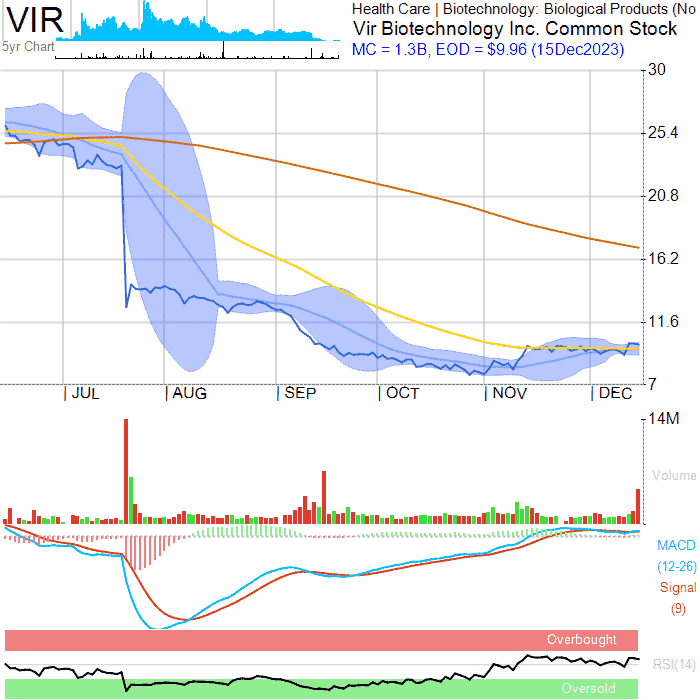 VIR
5yr Chart
Health Care | Biotechnology: Biological Products (No
Vir Biotechnology Inc. Common Stock
MC = 1.3B, EOD = $9.96 (15Dec2023)
30
25.4
20.8
16.2
11.6
7
| JUL | AUG | SEP | OCT | NOV | DEC
14M
Volume
MACD
(12-26)
Signal
(9)
Overbought
RSI(14)
Oversold